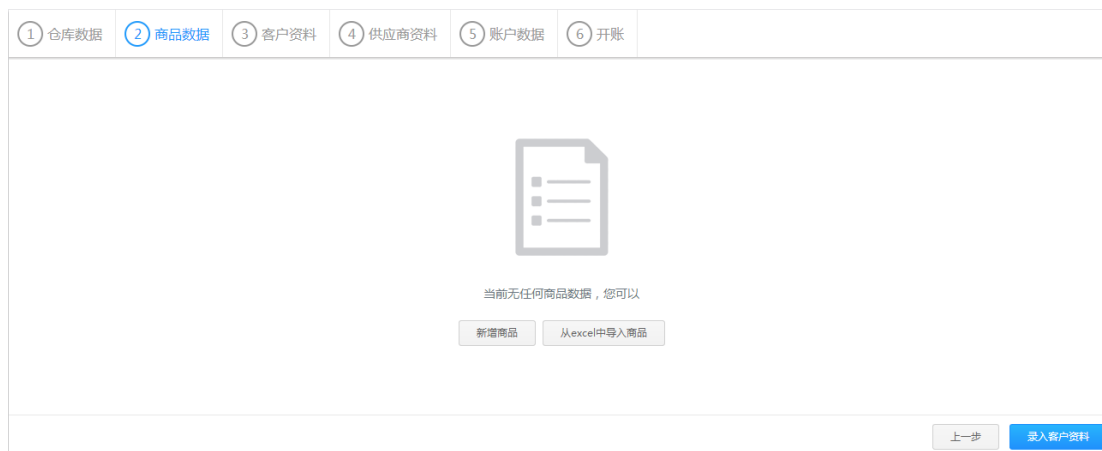 1 仓库数据 2 商品数据 3 客户资料 4 供应商资料 5 账户数据 6 开账
当前无任何商品数据，您可以
新增商品 从excel中导入商品
上一步 录入客户资料